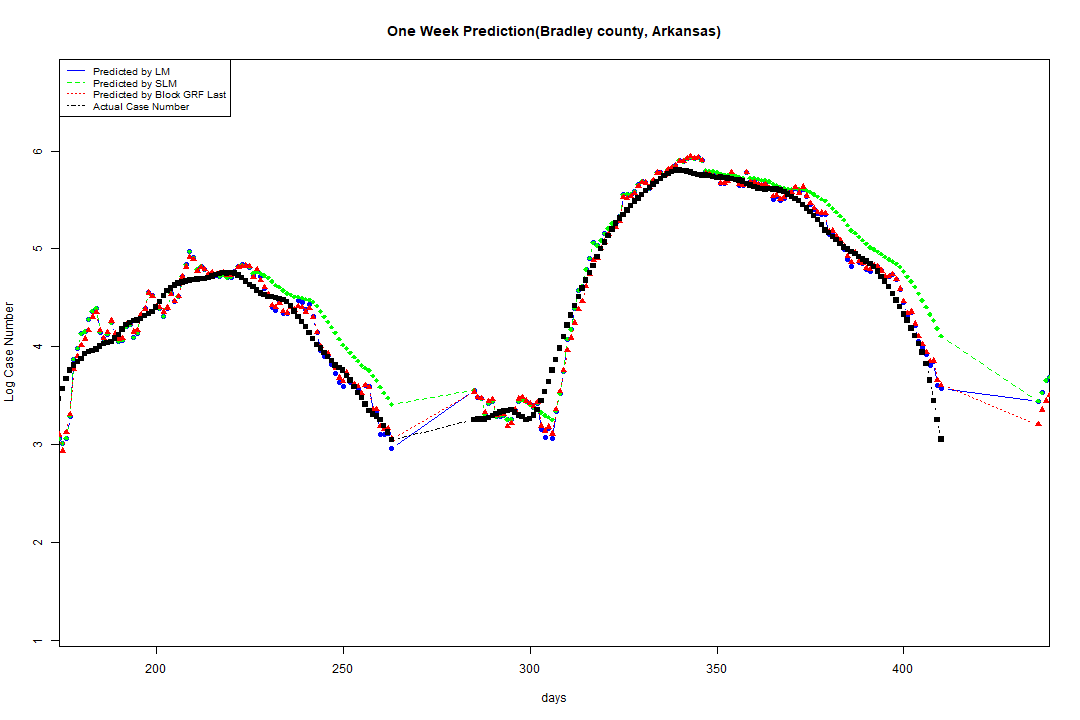 One Week Prediction(Bradley county, Arkansas)
Predicted by LM
Predicted by SLM
Predicted by Block GRF Last
Actual Case Number
6
5
4
3
2
1
Log Case Number
200 250 300 350 400
days